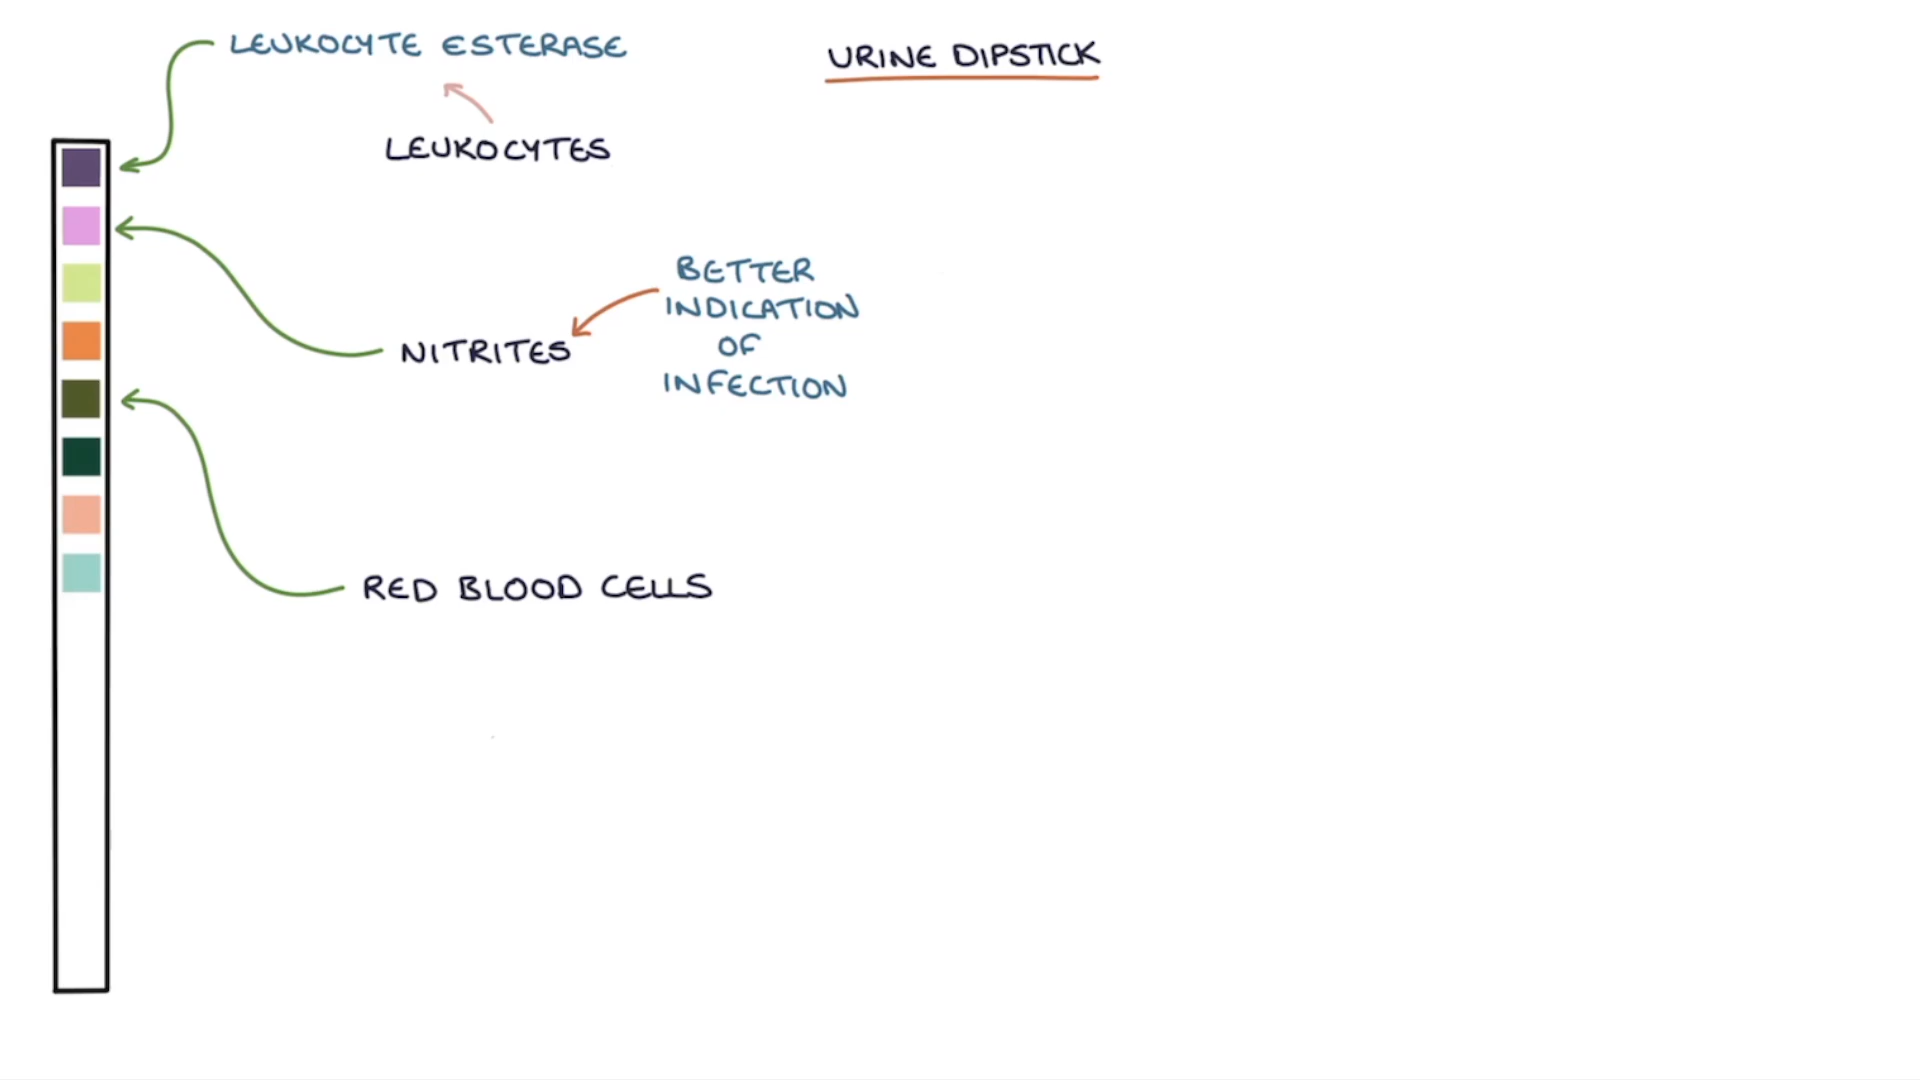 LEUKOCYTE ESTERASE
URINE DIPSTICK
LEUKOCYTES
BETTER
INDICATION
OF
INFECTION
NITRITES
RED BLOOD CELLS